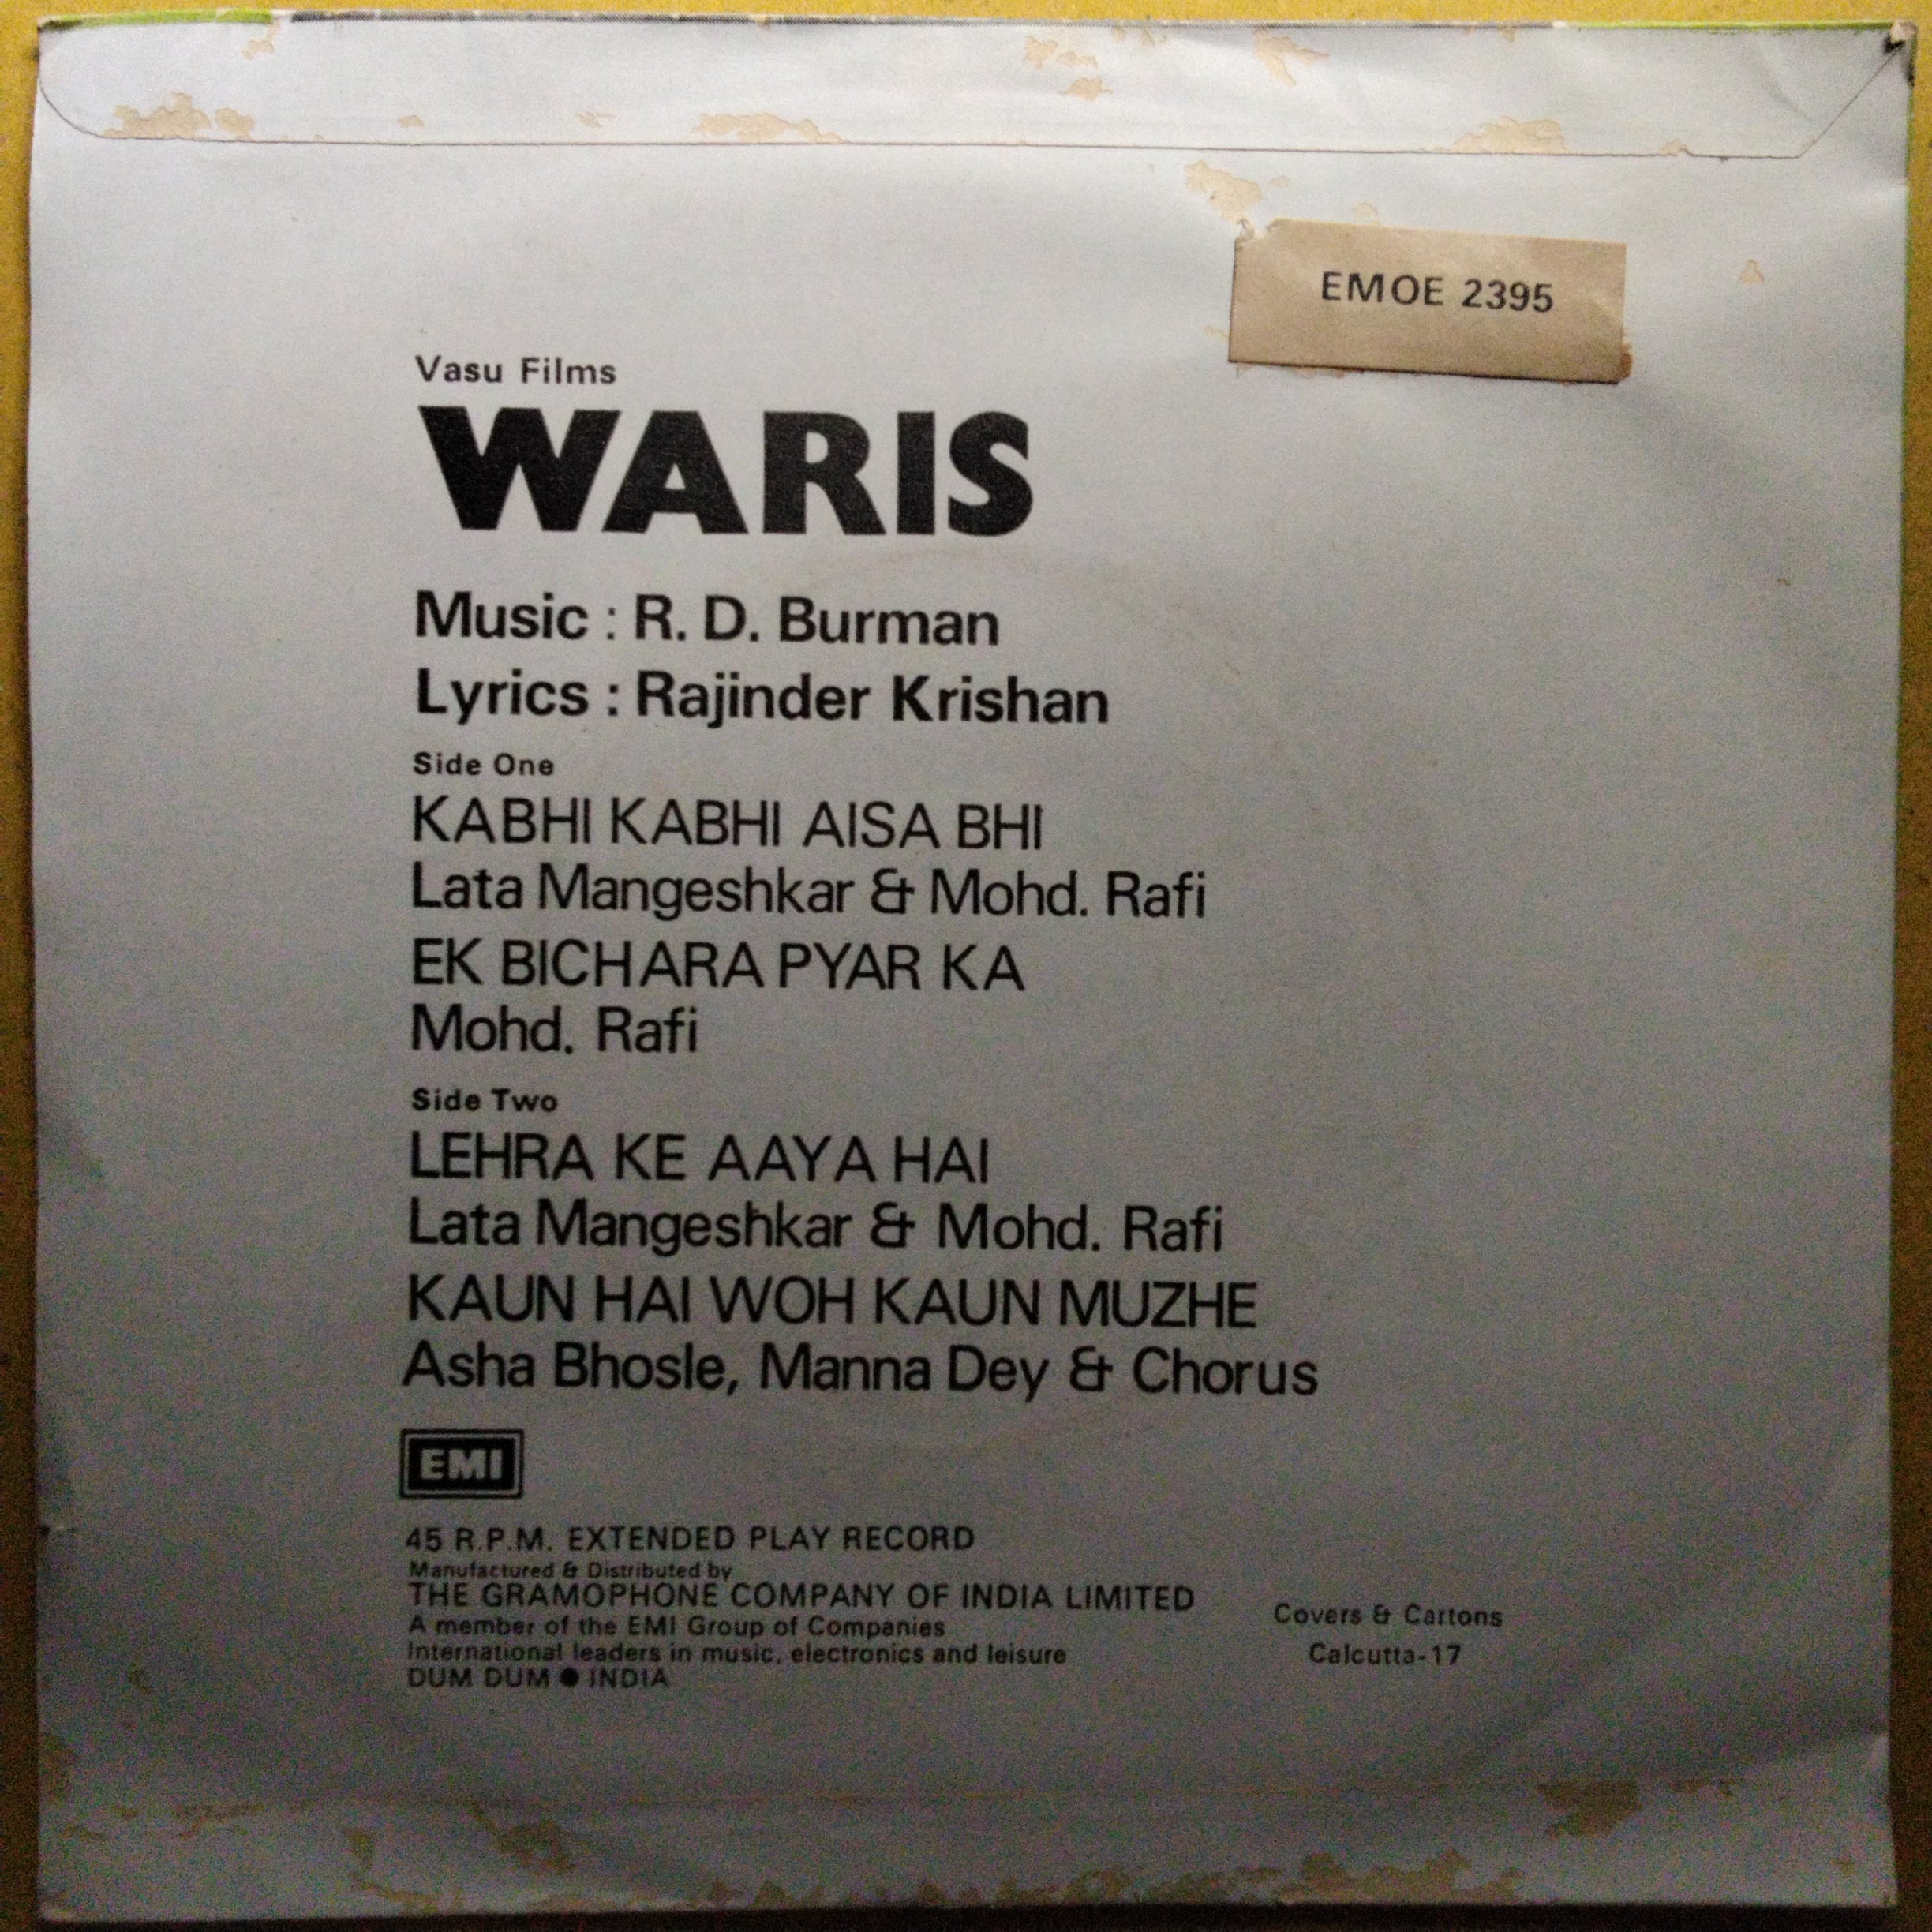 EMOE 2395
Vasu Films
WARIS
Music : R. D. Burman
Lyrics : Rajinder Krishan
Side One
KABHI KABHI AISA BHI
Lata Mangeshkar & Mohd. Rafi
EK BICHARA PYAR KA
Mohd. Rafi
Side Two
LEHRA KE AAYA HAI
Lata Mangeshkar & Mohd. Rafi
KAUN HAI WOH KAUN MUZHE
Asha Bhosle, Manna Dey & Chorus
EMI
45 R.P.M. EXTENDED PLAY RECORD
Manufactured & Distributed by
THE GRAMOPHONE COMPANY OF INDIA LIMITED
A member of the EMI Group of Companies
International leaders in music, electronics and leisure
DUM DUM ● INDIA
Covers & Cartons
Calcutta-17